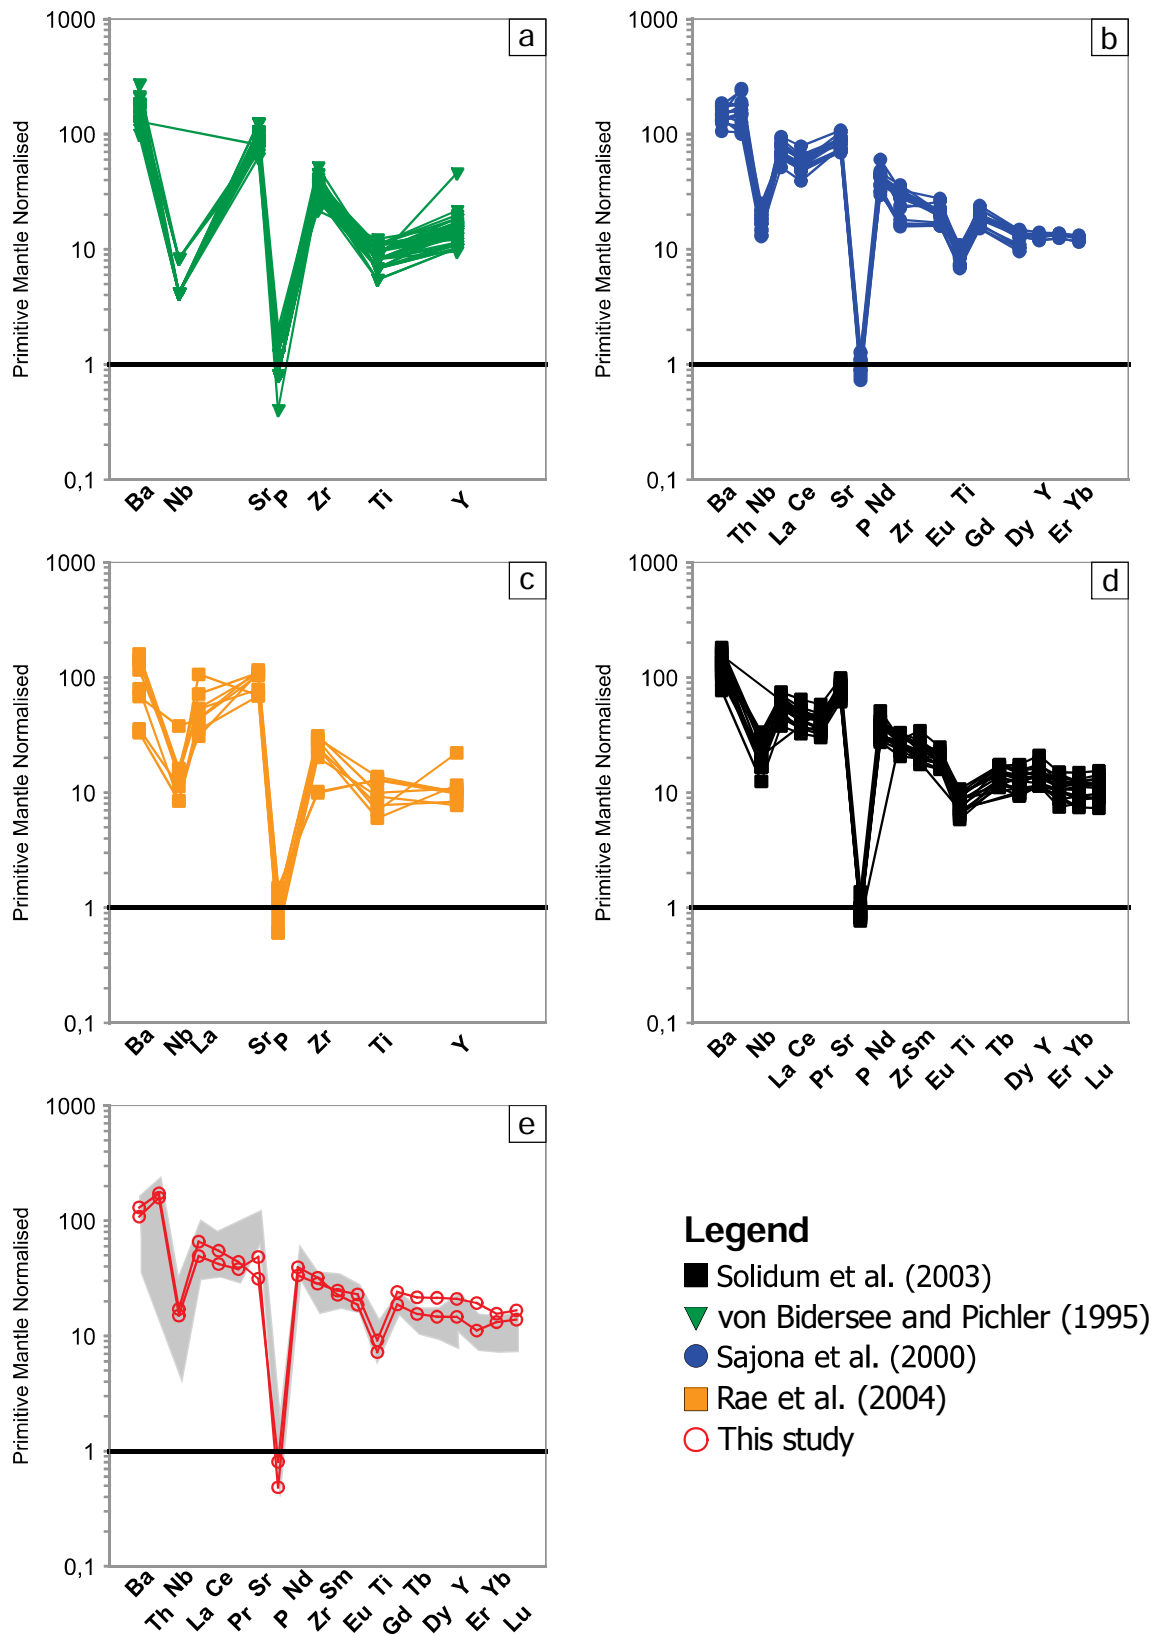 a
1000
100
10
1
0,1
Primitive Mantle Normalised
Ba Nb Sr P Zr Ti Y
b
1000
100
10
1
0,1
Primitive Mantle Normalised
Ba Nb Ce Sr Nd Ti Y Yb
Th La P Zr Eu Gd Dy Er
c
1000
100
10
1
0,1
Primitive Mantle Normalised
Ba Nb La Sr P Zr Ti Y
d
1000
100
10
1
0,1
Primitive Mantle Normalised
Ba Nb Ce Sr Nd Sm Ti Tb Y Yb
La Pr P Zr Eu Dy Er Lu
e
1000
100
10
1
0,1
Primitive Mantle Normalised
Ba Nb Ce Sr Nd Sm Ti Tb Y Yb
Th La Pr P Zr Eu Gd Dy Er Lu
Legend
Solidum et al. (2003)
von Bidersee and Pichler (1995)
Sajona et al. (2000)
Rae et al. (2004)
This study